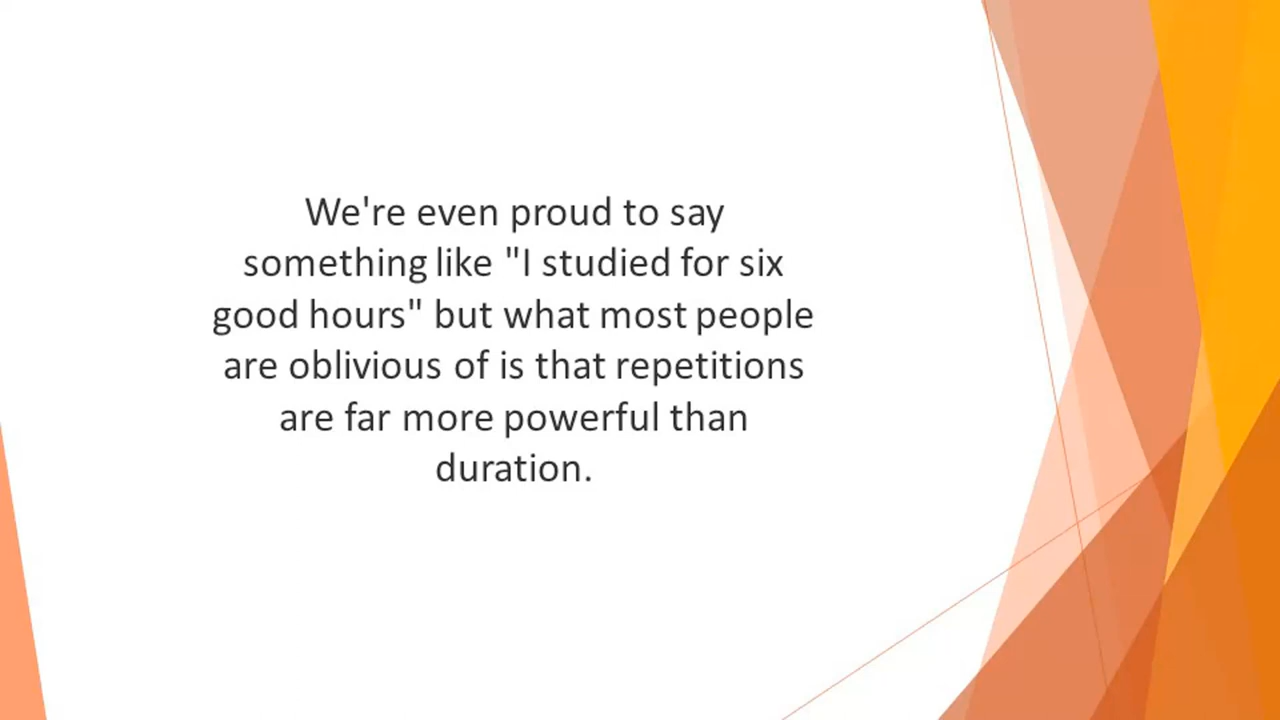 We're even proud to say
something like "I studied for six
good hours" but what most people
are oblivious of is that repetitions
are far more powerful than
duration.